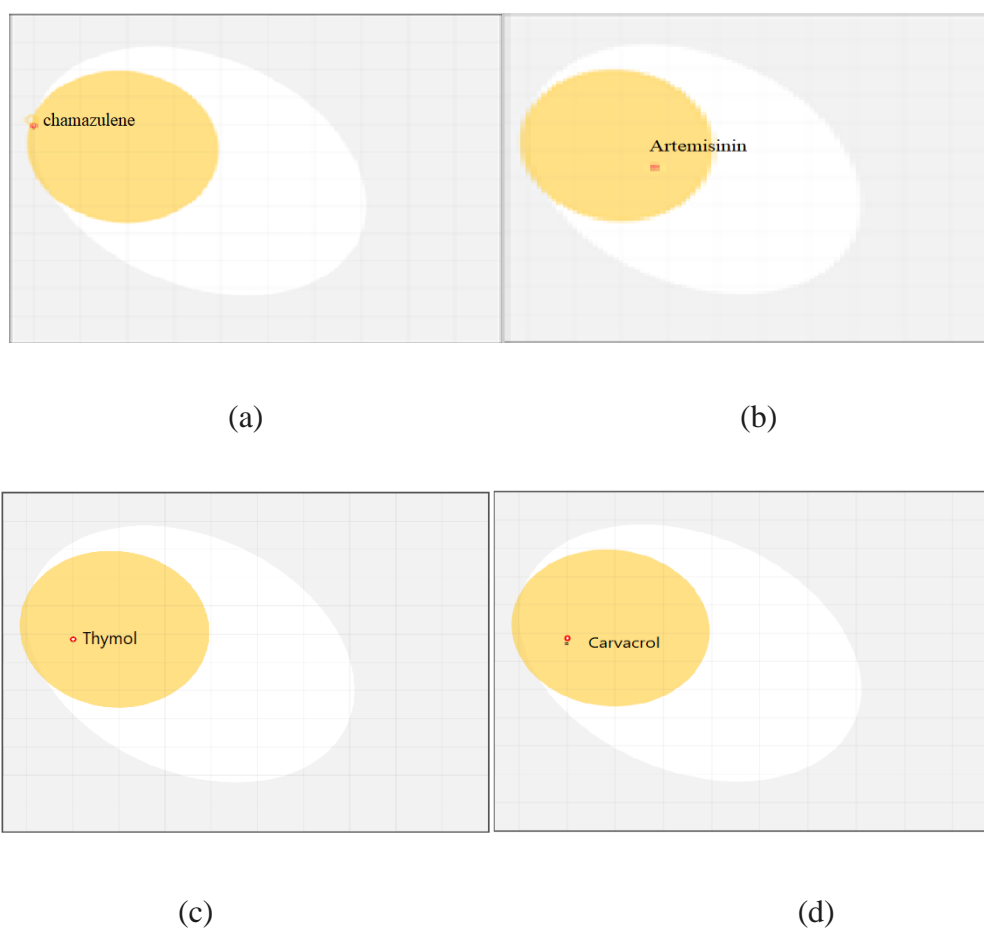 chamazulene
Artemisinin
(a)
(b)
Thymol
Carvacrol
(c)
(d)